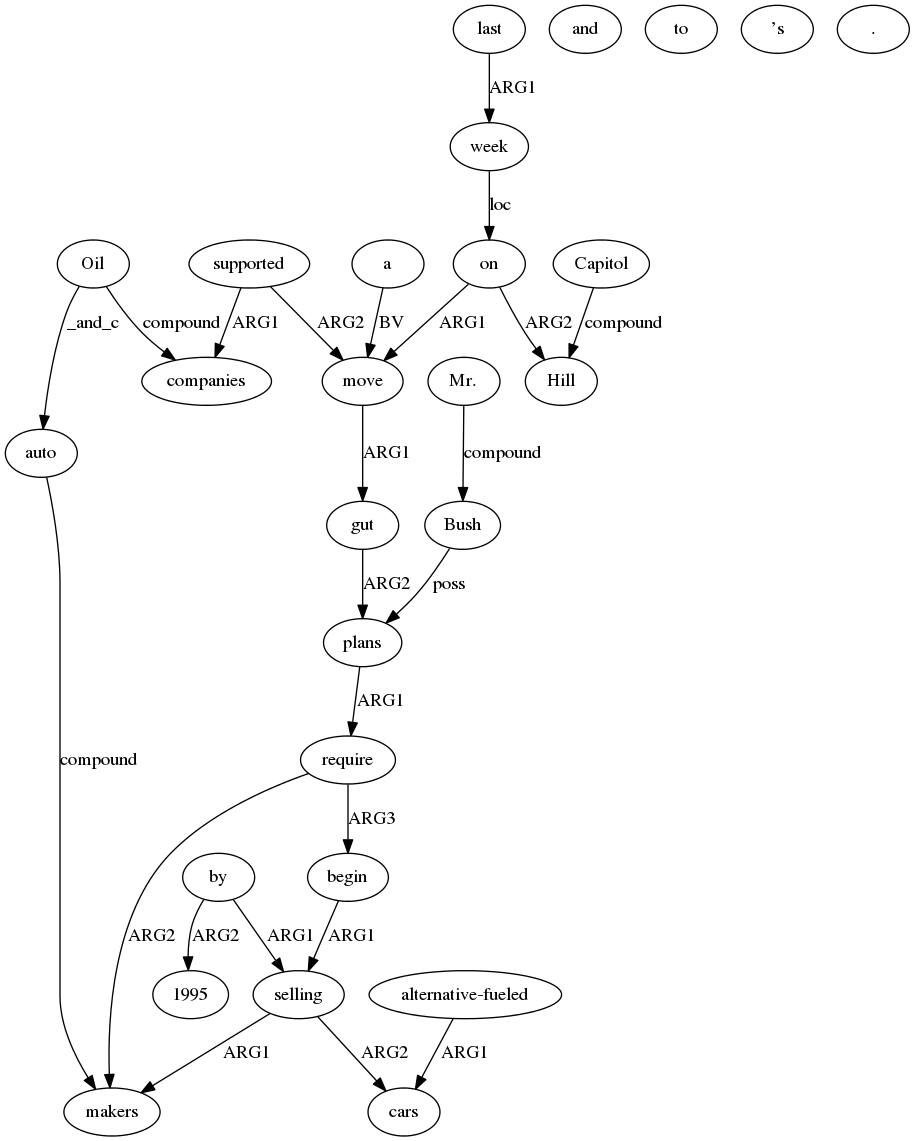 last and to 's .
ARG1
week
loc
Oil supported a on Capitol
_and_c compound ARG1 ARG2 BV ARG1 ARG2 compound
companies move Mr. Hill
auto ARG1 compound
gut Bush
ARG2 poss
plans
ARG1
compound require
ARG3
by begin
ARG2 ARG2 ARG1 ARG1
1995 selling alternative-fueled
ARG1 ARG2 ARG1
makers cars